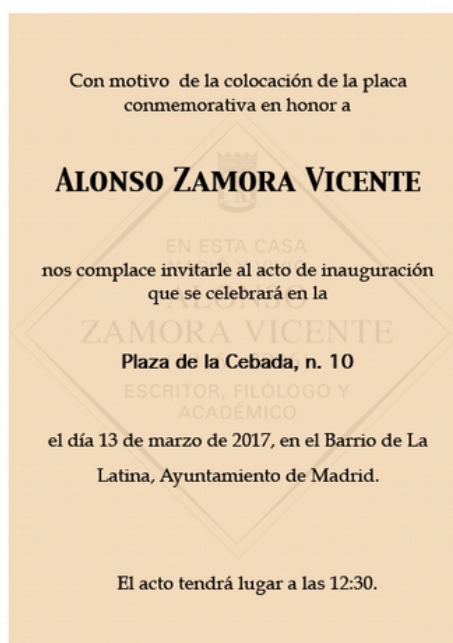 Con motivo de la colocación de la placa
conmemorativa en honor a
ALONSO ZAMORA VICENTE
EN ESTA CASA
nos complace invitarle al acto de inauguración
que se celebrará en la
ALONSO
ZAMORA VICENTE
Plaza de la Cebada, n. 10
ESCRITOR, FILÓLOGO Y
ACADÉMICO
el día 13 de marzo de 2017, en el Barrio de La
Latina, Ayuntamiento de Madrid.
El acto tendrá lugar a las 12:30.